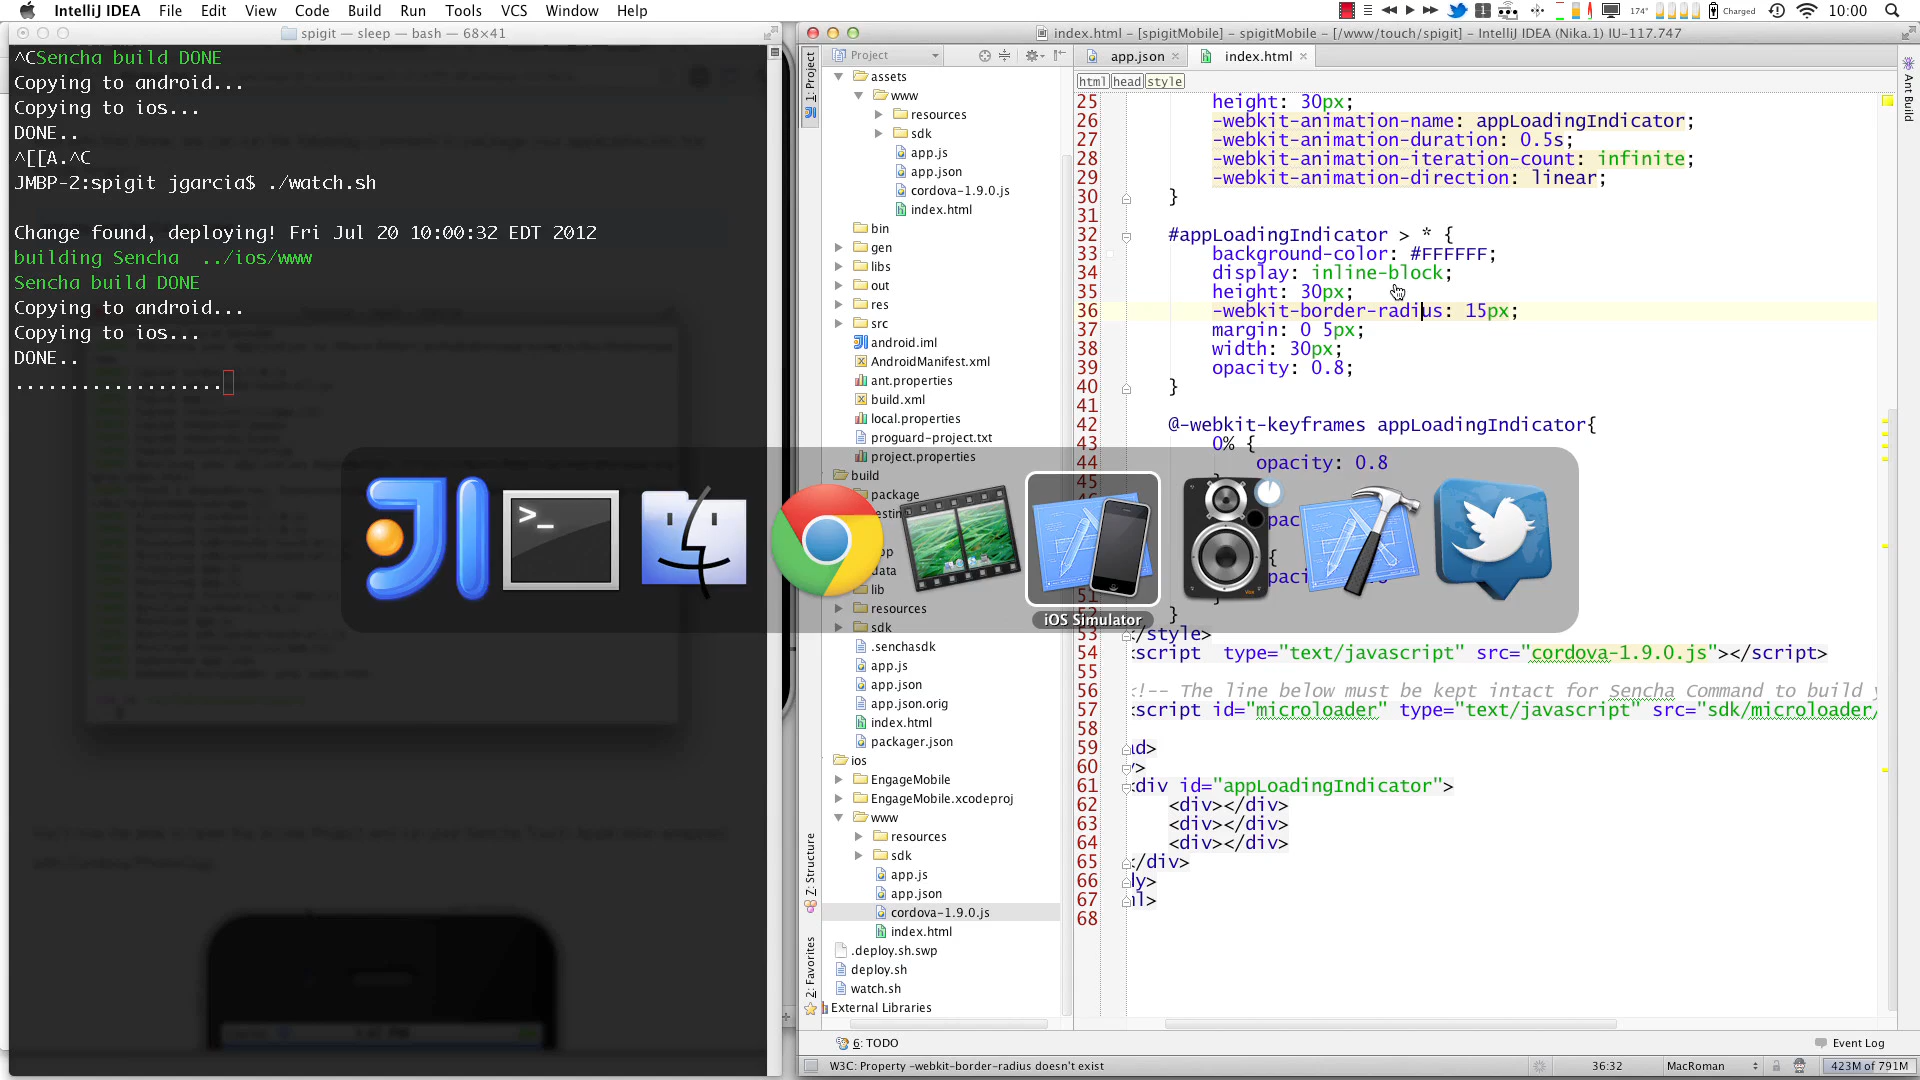 IntelliJ IDEA File Edit View Code Build Run Tools VCS Window Help
1 174° Charged 10:00
spigit — sleep — bash — 68×41
^CSencha build DONE
Copying to android...
Copying to ios...
DONE..
^[[A.^C
JMBP-2:spigit jgarcia$ ./watch.sh
Change found, deploying! Fri Jul 20 10:00:32 EDT 2012
building Sencha ../ios/www
Sencha build DONE
Copying to android...
Copying to ios...
DONE..
...................
index.html - [spigitMobile] - spigitMobile - [/www/touch/spigit] - IntelliJ IDEA (Nika.1) IU-117.747
1: Project
7: Structure
2: Favorites
Project
assets
www
resources
sdk
app.js
app.json
cordova-1.9.0.js
index.html
bin
gen
libs
out
res
src
android.iml
AndroidManifest.xml
ant.properties
build.xml
local.properties
proguard-project.txt
project.properties
build
package
lib
resources
sdk
.senchasdk
app.js
app.json
app.json.orig
index.html
packager.json
ios
EngageMobile
EngageMobile.xcodeproj
www
resources
sdk
app.js
app.json
cordova-1.9.0.js
index.html
.deploy.sh.swp
deploy.sh
watch.sh
External Libraries
app.json index.html
html head style
25 height: 30px;
26 -webkit-animation-name: appLoadingIndicator;
27 -webkit-animation-duration: 0.5s;
28 -webkit-animation-iteration-count: infinite;
29 -webkit-animation-direction: linear;
30 }
31
32 #appLoadingIndicator > * {
33 background-color: #FFFFFF;
34 display: inline-block;
35 height: 30px;
36 -webkit-border-radius: 15px;
37 margin: 0 5px;
38 width: 30px;
39 opacity: 0.8;
40 }
41
42 @-webkit-keyframes appLoadingIndicator{
43 0% {
44 opacity: 0.8
iOS Simulator
53 </style>
54 <script type="text/javascript" src="cordova-1.9.0.js"></script>
55
56 <!-- The line below must be kept intact for Sencha Command to build
57 <script id="microloader" type="text/javascript" src="sdk/microloader/
58
59 ad>
60 y>
61 <div id="appLoadingIndicator">
62 <div></div>
63 <div></div>
64 <div></div>
65 </div>
66 dy>
67 ml>
68
Ant Build
6: TODO Event Log
W3C: Property -webkit-border-radius doesn't exist 36:32 MacRoman 423M of 791M